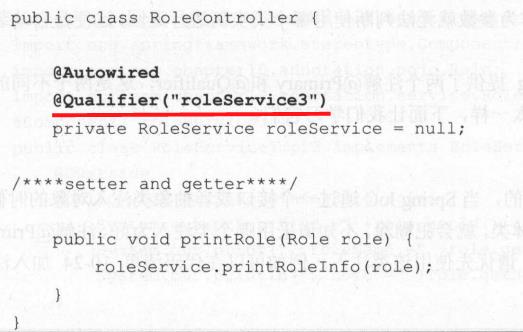 public class RoleController {
@Autowired
@Qualifier("roleService3")
private RoleService roleService = null;
/****setter and getter****/
public void printRole(Role role) {
roleService.printRoleInfo(role);
}
}